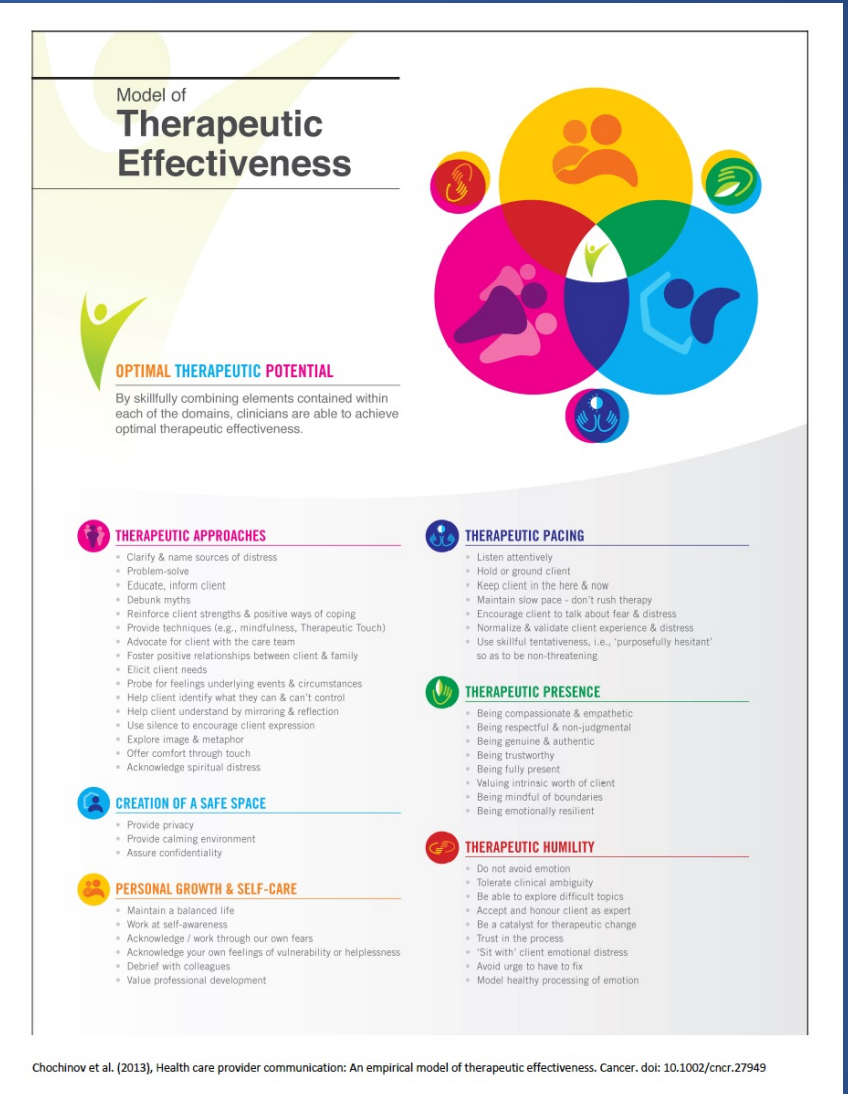 Model of
Therapeutic
Effectiveness
OPTIMAL THERAPEUTIC POTENTIAL
By skillfully combining elements contained within
each of the domains, clinicians are able to achieve
optimal therapeutic effectiveness.
THERAPEUTIC APPROACHES
• Clarify & name sources of distress
• Problem-solve
• Educate, inform client
• Debunk myths
• Reinforce client strengths & positive ways of coping
• Provide techniques (e.g., mindfulness, Therapeutic Touch)
• Advocate for client with the care team
• Foster positive relationships between client & family
• Elicit client needs
• Probe for feelings underlying events & circumstances
• Help client identify what they can & can't control
• Help client understand by mirroring & reflection
• Use silence to encourage client expression
• Explore image & metaphor
• Offer comfort through touch
• Acknowledge spiritual distress
CREATION OF A SAFE SPACE
• Provide privacy
• Provide calming environment
• Assure confidentiality
PERSONAL GROWTH & SELF-CARE
• Maintain a balanced life
• Work at self-awareness
• Acknowledge / work through our own fears
• Acknowledge your own feelings of vulnerability or helplessness
• Debrief with colleagues
• Value professional development
THERAPEUTIC PACING
• Listen attentively
• Hold or ground client
• Keep client in the here & now
• Maintain slow pace - don't rush therapy
• Encourage client to talk about fear & distress
• Normalize & validate client experience & distress
• Use skillful tentativeness, i.e., 'purposefully hesitant'
so as to be non-threatening
THERAPEUTIC PRESENCE
• Being compassionate & empathetic
• Being respectful & non-judgmental
• Being genuine & authentic
• Being trustworthy
• Being fully present
• Valuing intrinsic worth of client
• Being mindful of boundaries
• Being emotionally resilient
THERAPEUTIC HUMILITY
• Do not avoid emotion
• Tolerate clinical ambiguity
• Be able to explore difficult topics
• Accept and honour client as expert
• Be a catalyst for therapeutic change
• Trust in the process
• 'Sit with' client emotional distress
• Avoid urge to have to fix
• Model healthy processing of emotion
Chochinov et al. (2013), Health care provider communication: An empirical model of therapeutic effectiveness. Cancer. doi: 10.1002/cncr.27949